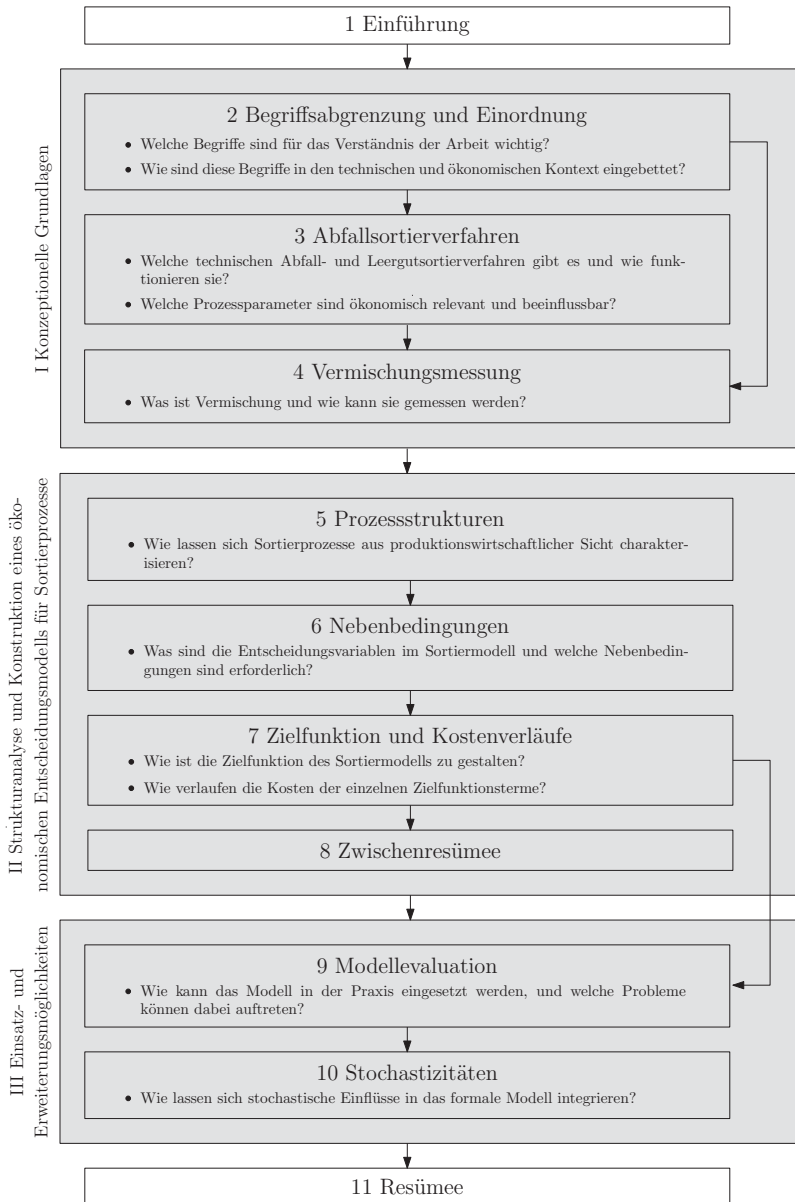 1 Einführung
I Konzeptionelle Grundlagen
2 Begriffsabgrenzung und Einordnung
• Welche Begriffe sind für das Verständnis der Arbeit wichtig?
• Wie sind diese Begriffe in den technischen und ökonomischen Kontext eingebettet?
3 Abfallsortierverfahren
• Welche technischen Abfall- und Leergutsortierverfahren gibt es und wie funk-
tionieren sie?
• Welche Prozessparameter sind ökonomisch relevant und beeinflussbar?
4 Vermischungsmessung
• Was ist Vermischung und wie kann sie gemessen werden?
II Strukturanalyse und Konstruktion eines öko-
nomischen Entscheidungsmodells für Sortierprozesse
5 Prozessstrukturen
• Wie lassen sich Sortierprozesse aus produktionswirtschaftlicher Sicht charakter-
isieren?
6 Nebenbedingungen
• Was sind die Entscheidungsvariablen im Sortiermodell und welche Nebenbedin-
gungen sind erforderlich?
7 Zielfunktion und Kostenverläufe
• Wie ist die Zielfunktion des Sortiermodells zu gestalten?
• Wie verlaufen die Kosten der einzelnen Zielfunktionsterme?
8 Zwischenresümee
III Einsatz- und
Erweiterungsmöglichkeiten
9 Modellevaluation
• Wie kann das Modell in der Praxis eingesetzt werden, und welche Probleme
können dabei auftreten?
10 Stochastizitäten
• Wie lassen sich stochastische Einflüsse in das formale Modell integrieren?
11 Resümee